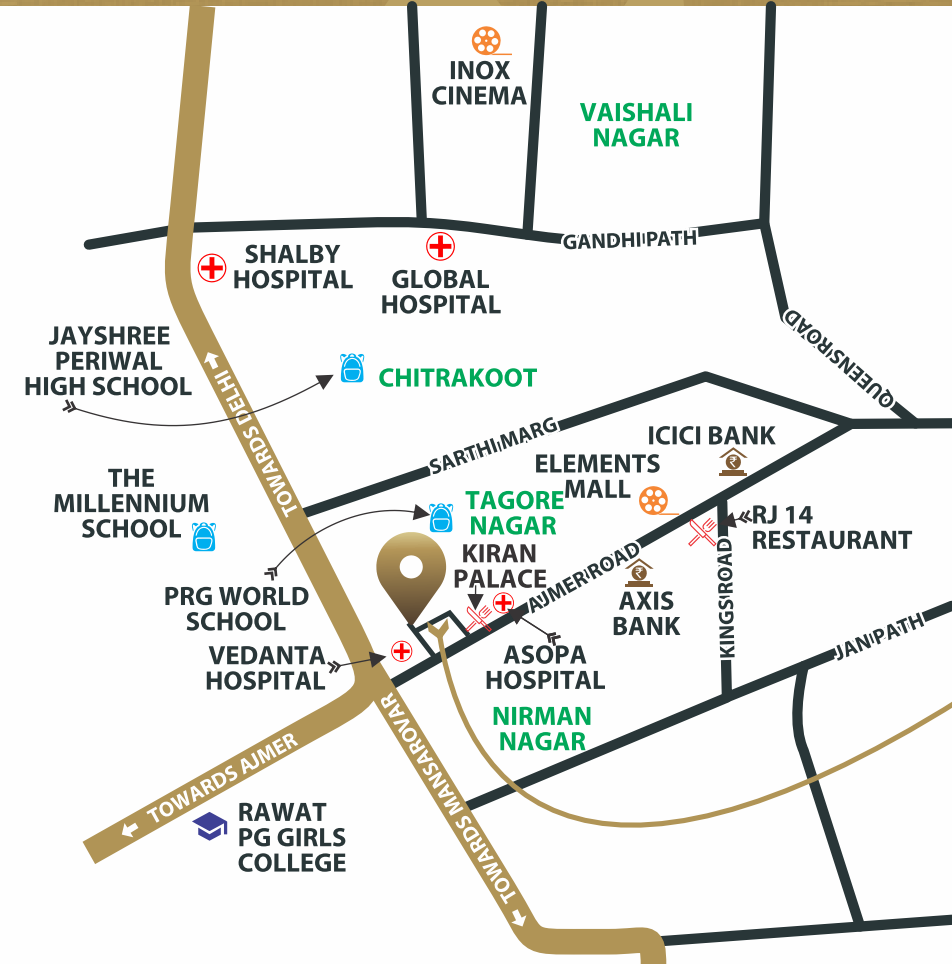 INOX
CINEMA
VAISHALI
NAGAR
GANDHI PATH
SHALBY
HOSPITAL
GLOBAL
HOSPITAL
QUEENS ROAD
JAYSHREE
PERIWAL
HIGH SCHOOL
CHITRAKOOT
TOWARDS DELHI
SARTHI MARG
ICICI BANK
ELEMENTS
MALL
THE
MILLENNIUM
SCHOOL
TAGORE
NAGAR
RJ 14
RESTAURANT
KIRAN
PALACE
AJMER ROAD
KINGS ROAD
PRG WORLD
SCHOOL
AXIS
BANK
JAN PATH
VEDANTA
HOSPITAL
ASOPA
HOSPITAL
NIRMAN
NAGAR
TOWARDS AJMER
TOWARDS MANSAROVAR
RAWAT
PG GIRLS
COLLEGE